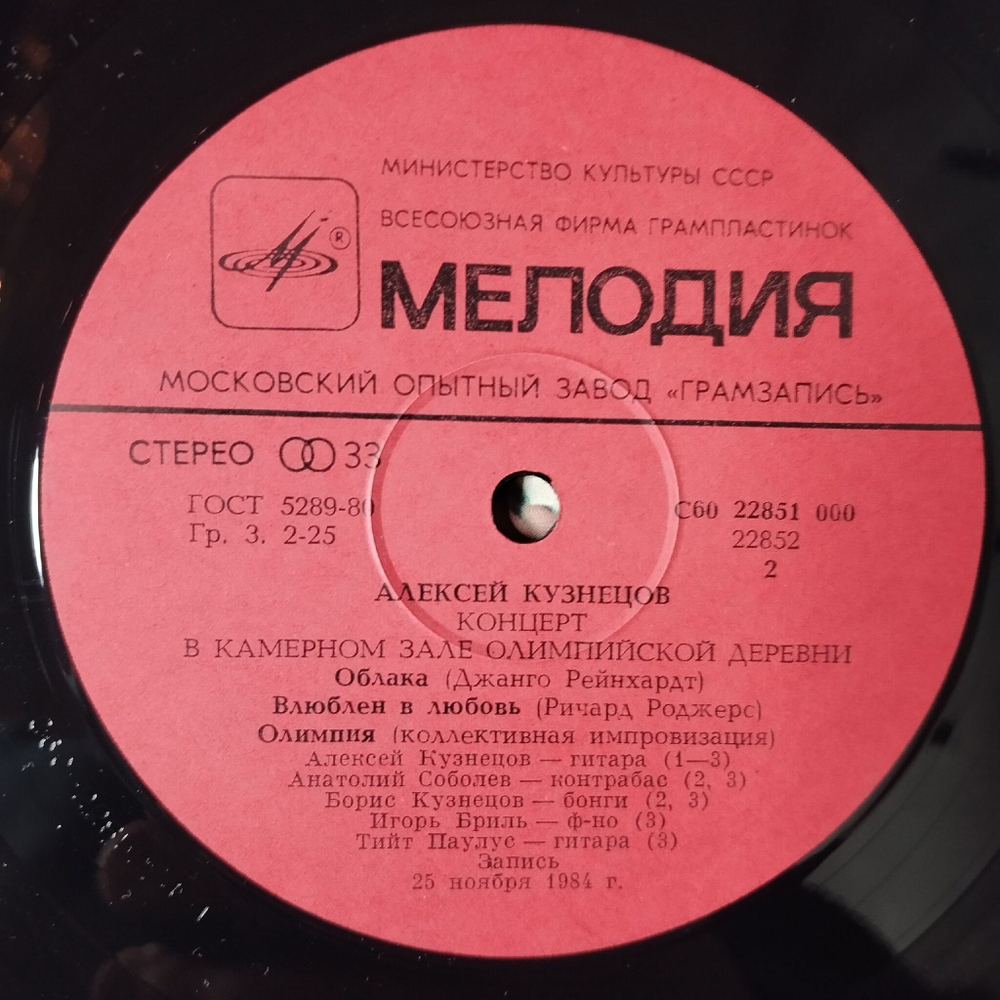 МИНИСТЕРСТВО КУЛЬТУРЫ СССР
ВСЕСОЮЗНАЯ ФИРМА ГРАМПЛАСТИНОК
®
МЕЛОДИЯ
МОСКОВСКИЙ ОПЫТНЫЙ ЗАВОД «ГРАМЗАПИСЬ»
СТЕРЕО 33
ГОСТ 5289-80 С60 22851 000
Гр. 3. 2-25 22852
2
АЛЕКСЕЙ КУЗНЕЦОВ
КОНЦЕРТ
В КАМЕРНОМ ЗАЛЕ ОЛИМПИЙСКОЙ ДЕРЕВНИ
Облака (Джанго Рейнхардт)
Влюблен в любовь (Ричард Роджерс)
Олимпия (коллективная импровизация)
Алексей Кузнецов — гитара (1—3)
Анатолий Соболев — контрабас (2, 3)
Борис Кузнецов — бонги (2, 3)
Игорь Бриль — ф-но (3)
Тийт Паулус — гитара (3)
Запись
25 ноября 1984 г.